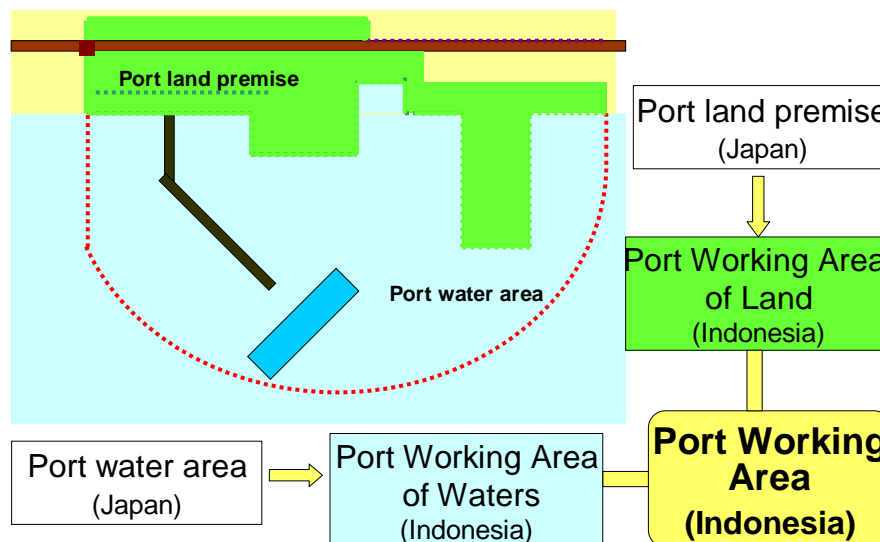 Port land premise
Port water area
Port land premise
(Japan)
Port Working Area
of Land
(Indonesia)
Port water area
(Japan)
Port Working Area
of Waters
(Indonesia)
Port Working
Area
(Indonesia)